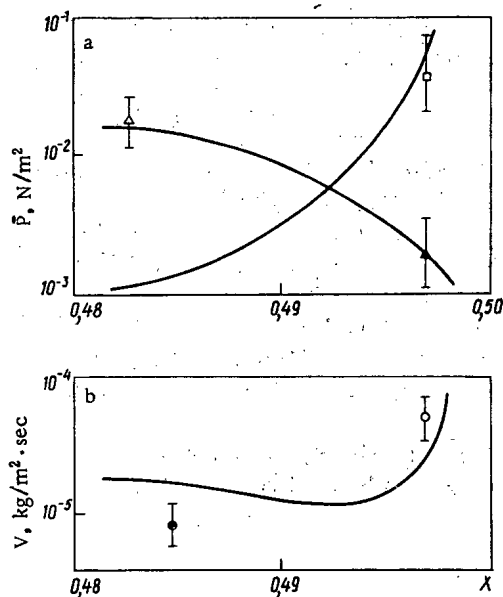 10⁻¹
a
10⁻²
p̄, N/m²
10⁻³
0,48
0,49
0,50
10⁻⁴
b
V, kg/m²·sec
10⁻⁵
0,48
0,49
X